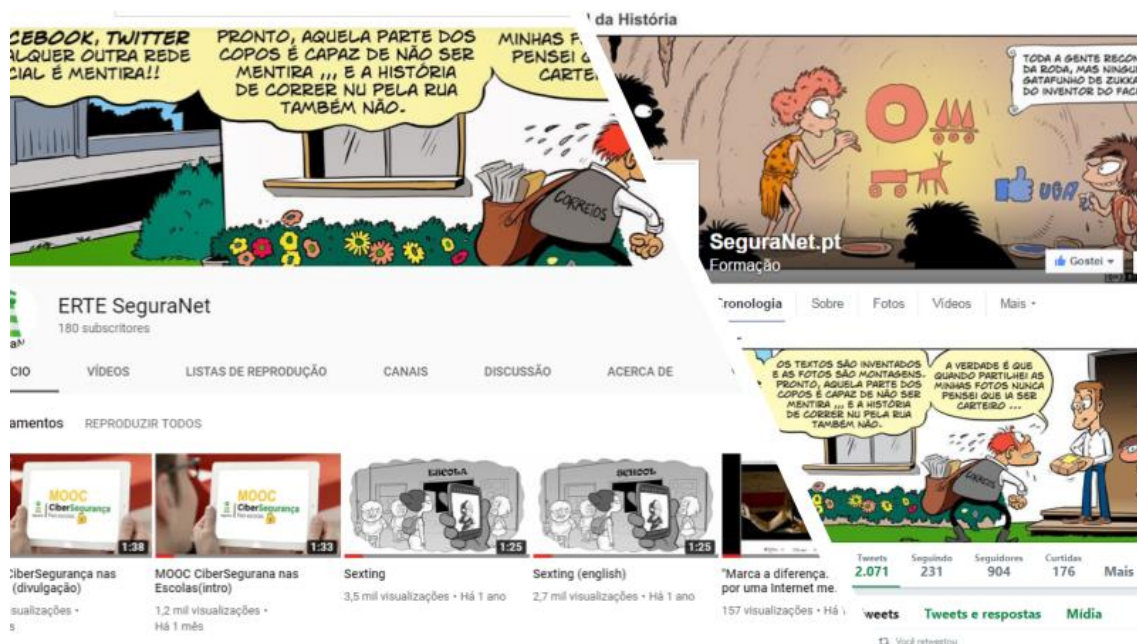 CEBOOK, TWITTER
ALQUER OUTRA REDE
CIAL É MENTIRA!!
PRONTO, AQUELA PARTE DOS
COPOS É CAPAZ DE NÃO SER
MENTIRA ,,, E A HISTÓRIA
DE CORRER NU PELA RUA
TAMBÉM NÃO.
MINHAS F
PENSEI
CARTE
CORREIOS
ERTE SeguraNet
180 subscritores
CIO
VÍDEOS
LISTAS DE REPRODUÇÃO
CANAIS
DISCUSSÃO
ACERCA DE
amentos
REPRODUZIR TODOS
MOOC
CiberSegurança
1:38
MOOC
CiberSegurança
1:33
ESCOLA
1:25
SCHOOL
1:25
CiberSegurança nas
(divulgação)
sualizações •
s
MOOC CiberSegurana nas
Escolas(intro)
1,2 mil visualizações •
Há 1 mês
Sexting
3,5 mil visualizações • Há 1 ano
Sexting (english)
2,7 mil visualizações • Há 1 ano
"Marca a diferença.
por uma Internet me.
157 visualizações • Há
da História
TODA A GENTE RECON
DA RODA, MAS NINGU
GATAFUNHO DE ZUKKA
DO INVENTOR DO FAC
UGA
SeguraNet.pt
Formação
Gostei
ronologia
Sobre
Fotos
Vídeos
Mais
OS TEXTOS SÃO INVENTADOS
E AS FOTOS SÃO MONTAGENS.
PRONTO, AQUELA PARTE DOS
COPOS É CAPAZ DE NÃO SER
MENTIRA ,,, E A HISTÓRIA
DE CORRER NU PELA RUA
TAMBÉM NÃO.
A VERDADE É QUE
QUANDO PARTILHEI AS
MINHAS FOTOS NUNCA
PENSEI QUE IA SER
CARTEIRO ...
CORREIOS
Tweets
2.071
Seguindo
231
Seguidores
904
Curtidas
176
Mais
weets
Tweets e respostas
Mídia
Você retweetou